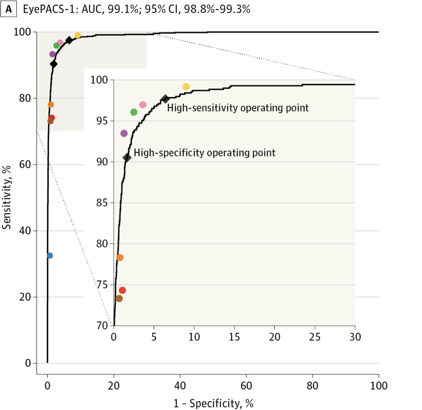 A EyePACS-1: AUC, 99.1%; 95% CI, 98.8%-99.3%
100
80
60
40
20
0
Sensitivity, %
100
95
90
85
80
75
70
High-sensitivity operating point
High-specificity operating point
0 5 10 15 20 25 30
0 20 40 60 80 100
1 - Specificity, %